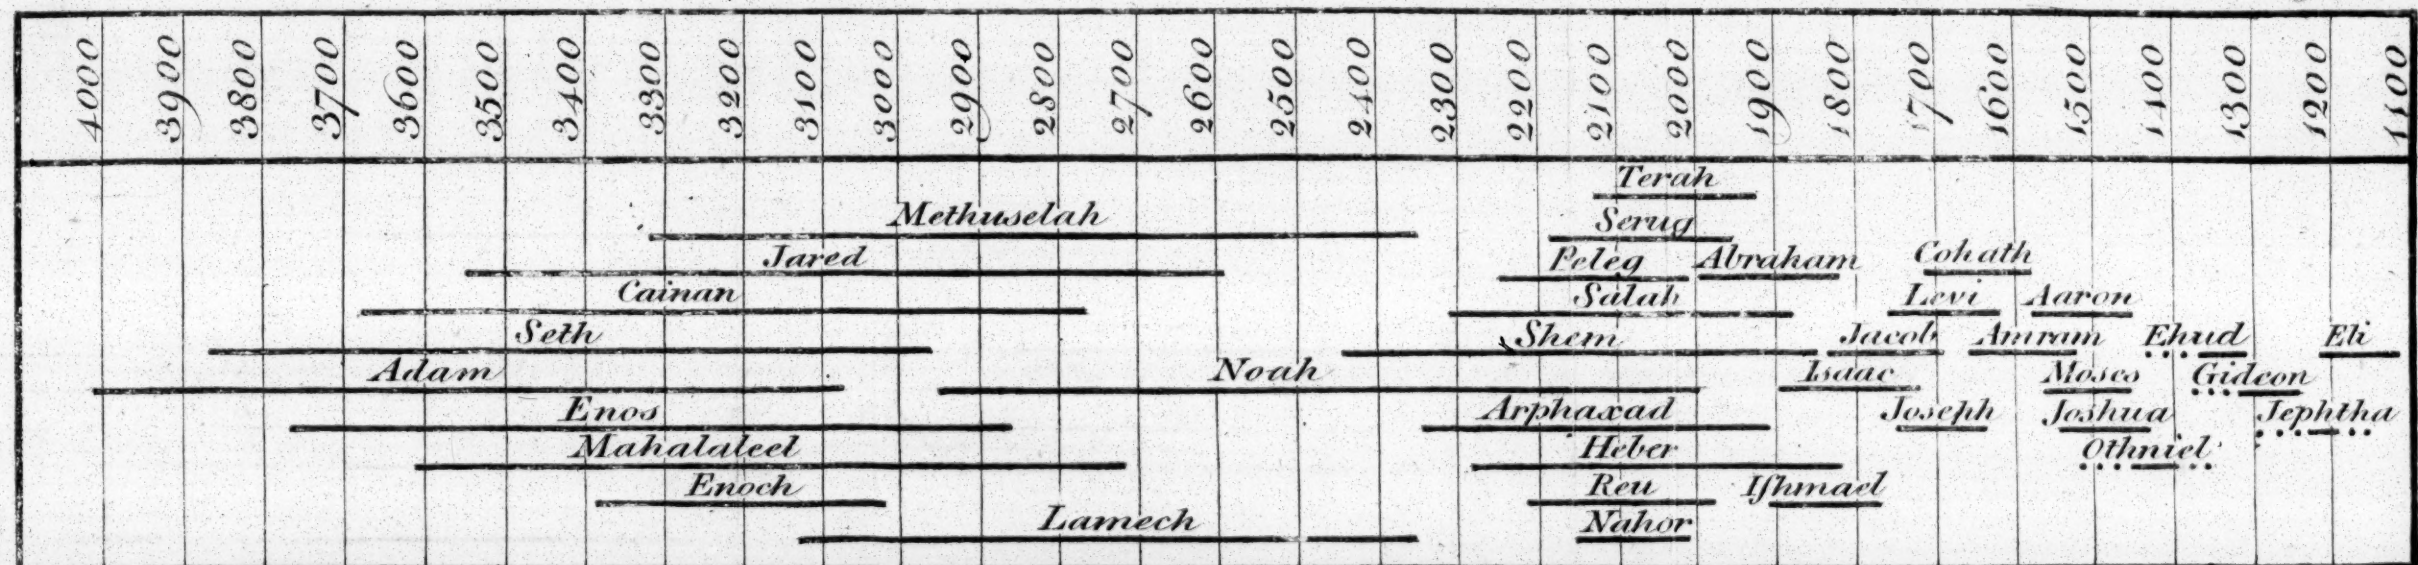 4000 3900 3800 3700 3600 3500 3400 3300 3200 3100 3000 2900 2800 2700 2600 2500 2400 2300 2200 2100 2000 1900 1800 1700 1600 1500 1400 1300 1200 1100
Terah
Methuselah Serug
Jared Peleg Abraham Cohath
Cainan Salah Levi Aaron
Seth Shem Jacob Amram Ehud Eli
Adam Noah Isaac Moses Gideon
Enos Arphaxad Joseph Joshua Jephtha
Mahalaleel Heber Othniel
Enoch Reu Iſhmael
Lamech Nahor